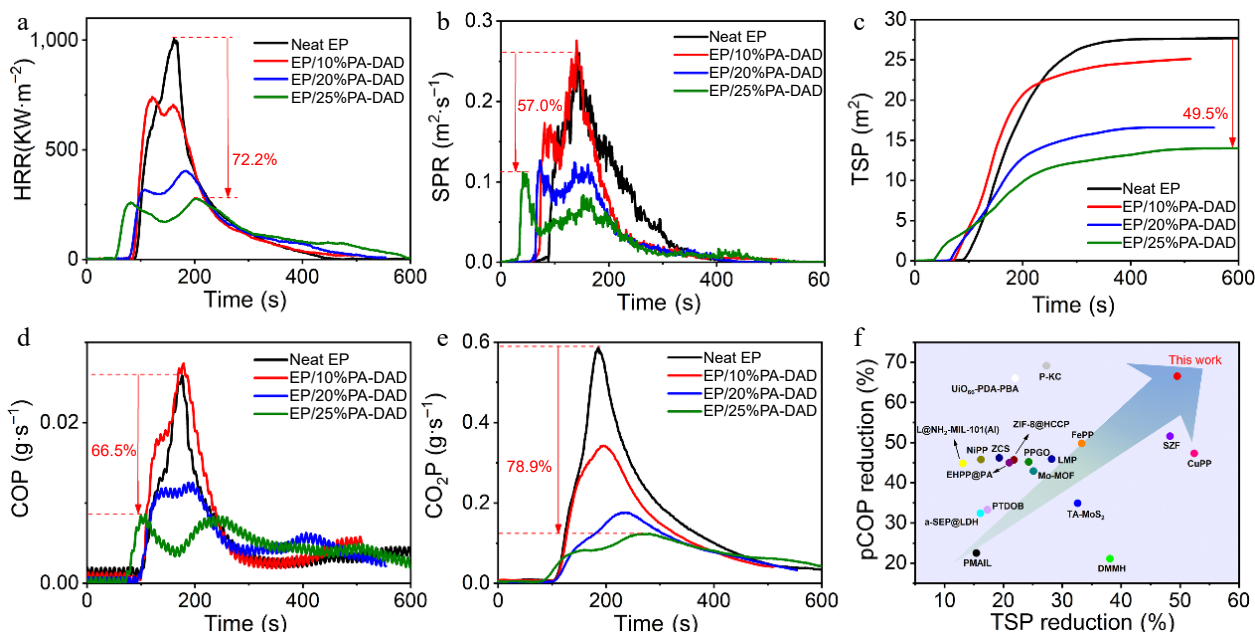 a
HRR(KW·m⁻²)
1,000
500
0
0
200
400
600
Time (s)
Neat EP
EP/10%PA-DAD
EP/20%PA-DAD
EP/25%PA-DAD
72.2%
b
SPR (m²·s⁻¹)
0.3
0.2
0.1
0.0
0
200
400
600
Time (s)
Neat EP
EP/10%PA-DAD
EP/20%PA-DAD
EP/25%PA-DAD
57.0%
c
TSP (m²)
30
25
20
15
10
5
0
0
200
400
600
Time (s)
49.5%
Neat EP
EP/10%PA-DAD
EP/20%PA-DAD
EP/25%PA-DAD
d
COP (g·s⁻¹)
0.02
0.00
0
200
400
600
Time (s)
Neat EP
EP/10%PA-DAD
EP/20%PA-DAD
EP/25%PA-DAD
66.5%
e
CO₂P (g·s⁻¹)
0.6
0.4
0.2
0.0
0
200
400
600
Time (s)
Neat EP
EP/10%PA-DAD
EP/20%PA-DAD
EP/25%PA-DAD
78.9%
f
pCOP reduction (%)
70
60
50
40
30
20
10
20
30
40
50
60
TSP reduction (%)
This work
P-KC
UiO₆₆-PDA-PBA
L@NH₂-MIL-101(Al)
ZIF-8@HCCP
FePP
SZF
CuPP
NiPP
ZCS
PPGO
LMP
EHPP@PA
Mo-MOF
PTDOB
a-SEP@LDH
TA-MoS₂
PMAIL
DMMH